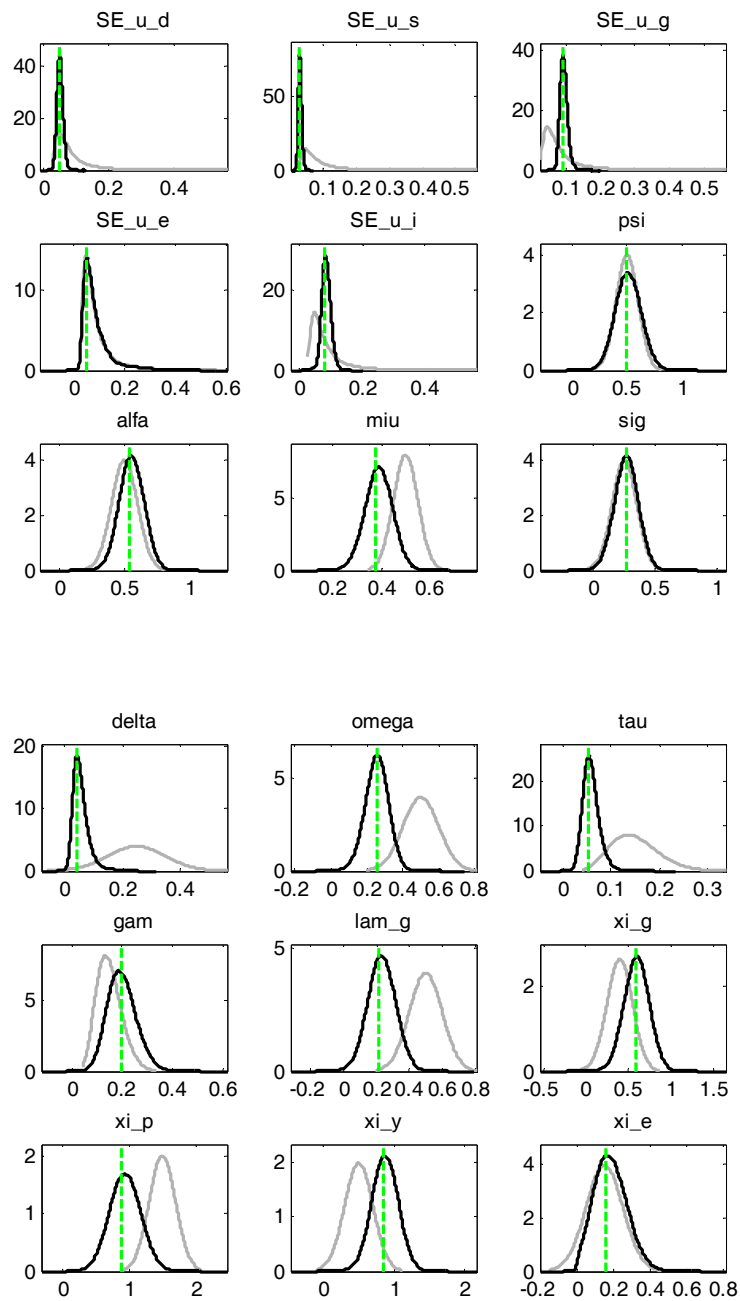 SE_u_d SE_u_s SE_u_g
40
20
0
0 0.2 0.4
50
0
0.1 0.2 0.3 0.4 0.5
40
30
20
10
0
0.1 0.2 0.3 0.4 0.5
SE_u_e SE_u_i psi
10
0
0 0.2 0.4 0.6
20
0
0 0.2 0.4
4
2
0
0 0.5 1
alfa miu sig
4
2
0
0 0.5 1
5
0
0.2 0.4 0.6
4
2
0
0 0.5 1
delta omega tau
20
10
0
0 0.2 0.4
5
0
-0.2 0 0.2 0.4 0.6 0.8
20
10
0
0 0.1 0.2 0.3
gam lam_g xi_g
5
0
0 0.2 0.4 0.6
5
0
-0.2 0 0.2 0.4 0.6 0.8
2
0
-0.5 0 0.5 1 1.5
xi_p xi_y xi_e
2
1
0
0 1 2
2
1
0
0 1 2
4
2
0
-0.2 0 0.2 0.4 0.6 0.8